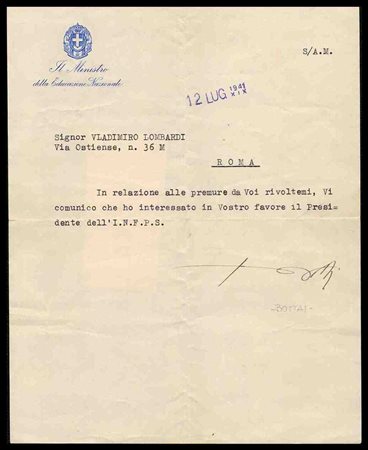 Il Ministro
della Educazione Nazionale
S/A.M.
12 LUG 1941 XIX
Signor VLADIMIRO LOMBARDI
Via Ostiense, n. 36 M
ROMA
In relazione alle premure da Voi rivoltemi, Vi
comunico che ho interessato in Vostro favore il Presi=
dente dell'I.N.F.P.S.
-BOTTAI-